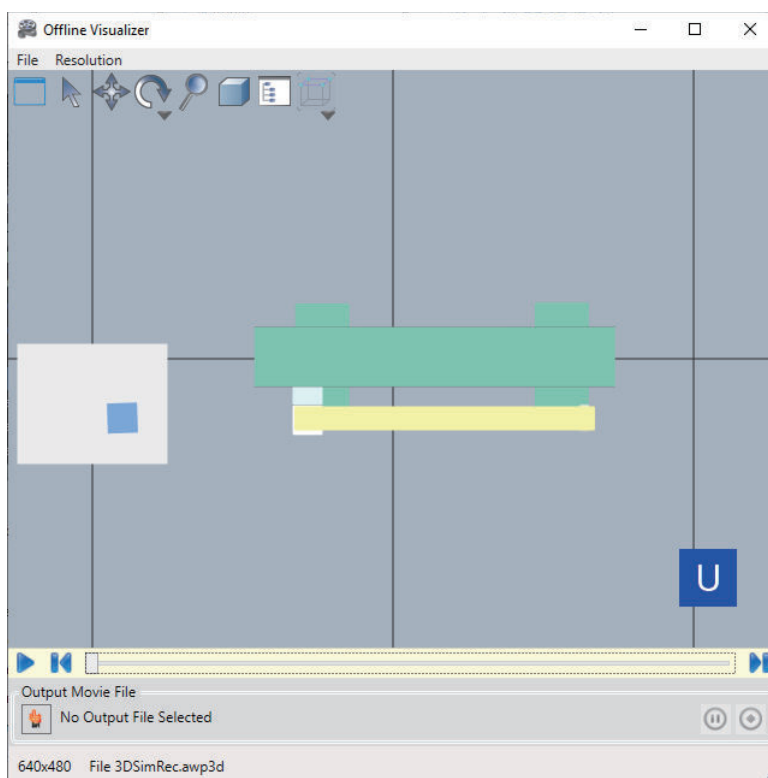 Offline Visualizer
File Resolution
U
Output Movie File
No Output File Selected
640x480 File 3DSimRec.awp3d